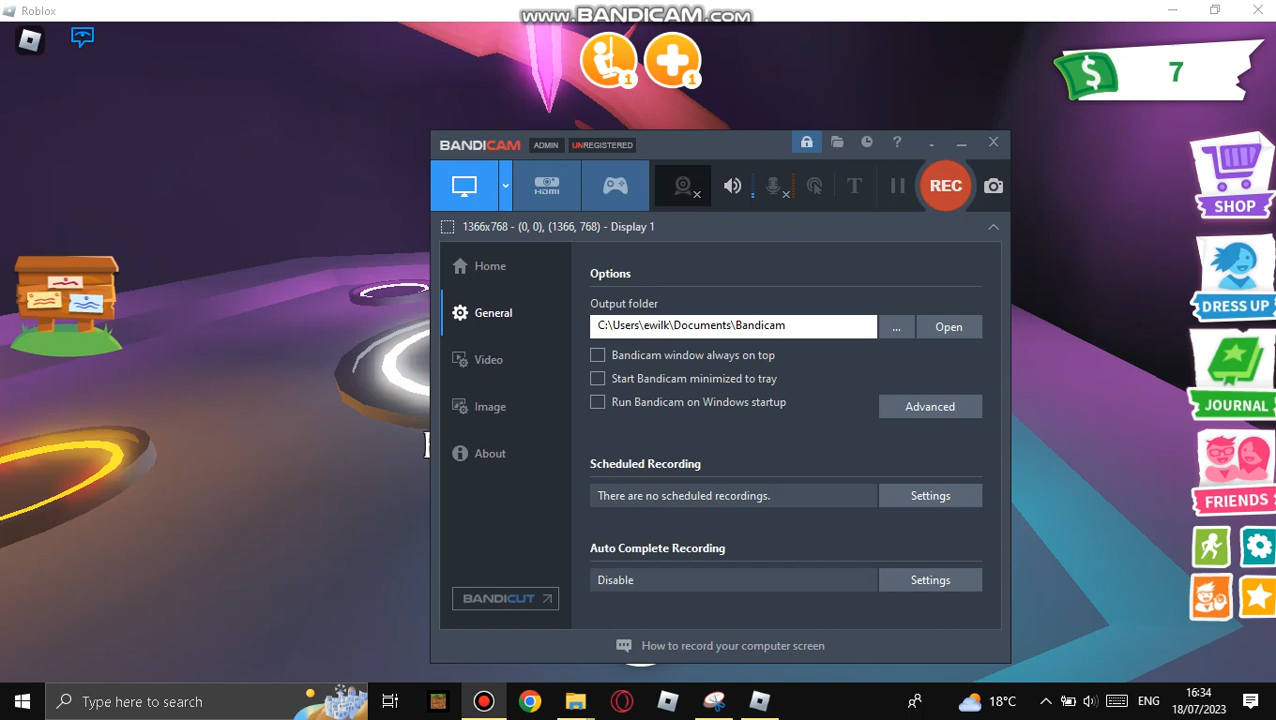 Roblox
www.BANDICAM.com
1
1
$ 7
BANDICAM ADMIN UNREGISTERED
HDMI
REC
1366x768 - (0, 0), (1366, 768) - Display 1
Home
General
Video
Image
About
BANDICUT
Options
Output folder
C:\Users\ewilk\Documents\Bandicam
...
Open
Bandicam window always on top
Start Bandicam minimized to tray
Run Bandicam on Windows startup
Advanced
Scheduled Recording
There are no scheduled recordings.
Settings
Auto Complete Recording
Disable
Settings
How to record your computer screen
SHOP
DRESS UP
JOURNAL
FRIENDS
Type here to search
18°C
ENG
16:34
18/07/2023